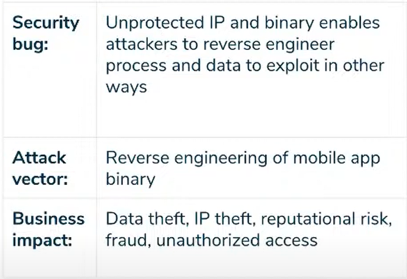 Security bug:
Unprotected IP and binary enables
attackers to reverse engineer
process and data to exploit in other
ways
Attack vector:
Reverse engineering of mobile app
binary
Business impact:
Data theft, IP theft, reputational risk,
fraud, unauthorized access